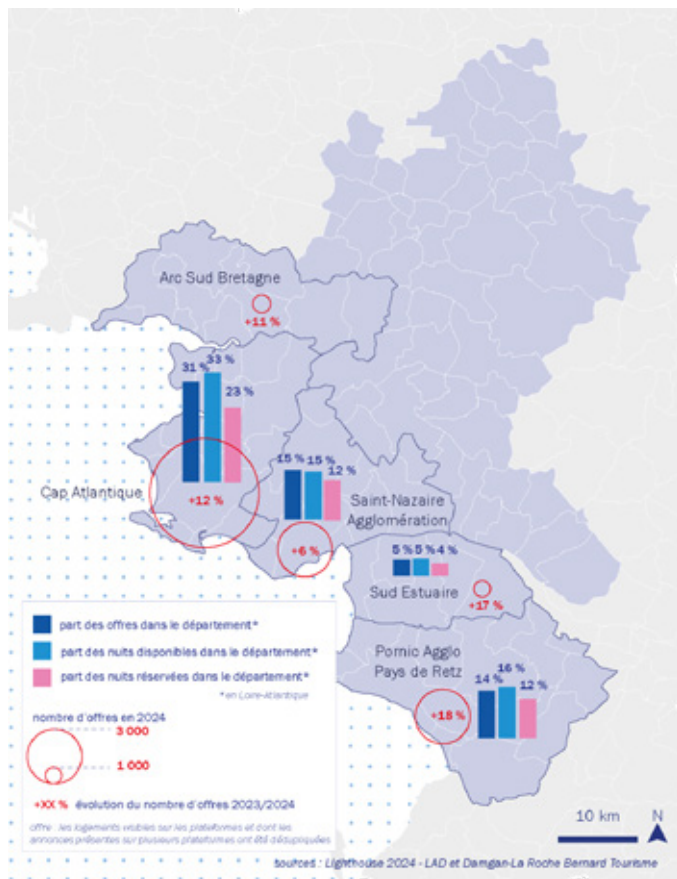 Arc Sud Bretagne
+11 %
31 %
33 %
23 %
Cap Atlantique
+12 %
15 %
15 %
12 %
Saint-Nazaire
Agglomération
+6 %
5 %
5 %
4 %
Sud Estuaire
+17 %
Pornic Agglo
Pays de Retz
14 %
16 %
12 %
+18 %
part des offres dans le département*
part des nuits disponibles dans le département*
part des nuits réservées dans le département*
* en Loire-Atlantique
nombre d'offres en 2024
3 000
1 000
+XX % évolution du nombre d'offres 2023/2024
offre : les logements visibles sur les plateformes et dont les
annonces présentes sur plusieurs plateformes ont été dédupliquées
10 km
N
sources : Lighthouse 2024 - LAD et Damgan-La Roche Bernard Tourisme